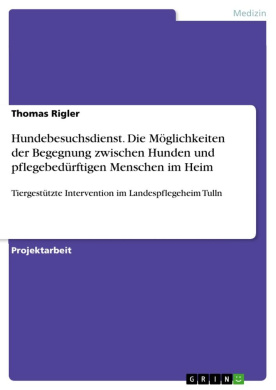 Medizin
Thomas Rigler
Hundebesuchsdienst. Die Möglichkeiten
der Begegnung zwischen Hunden und
pflegebedürftigen Menschen im Heim
Tiergestützte Intervention im Landespflegeheim Tulln
Projektarbeit
GRIN